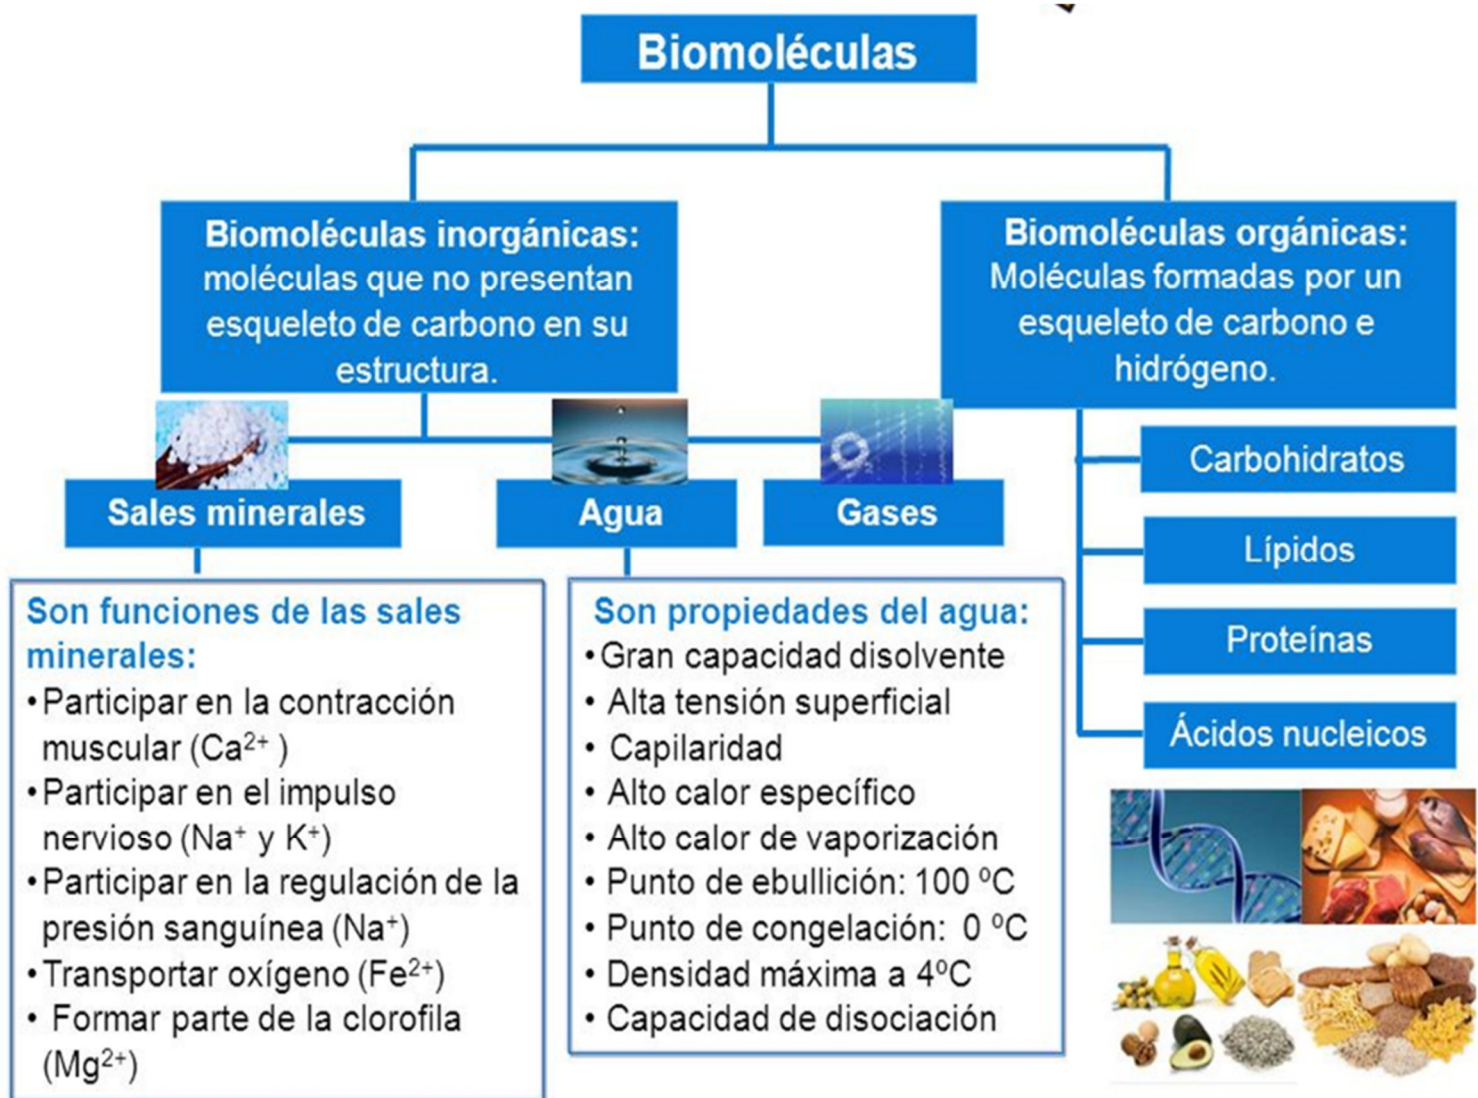 Biomoléculas
Biomoléculas inorgánicas:
moléculas que no presentan
esqueleto de carbono en su
estructura.
Biomoléculas orgánicas:
Moléculas formadas por un
esqueleto de carbono e
hidrógeno.
Sales minerales
Agua
Gases
Carbohidratos
Lípidos
Proteínas
Ácidos nucleicos
Son funciones de las sales
minerales:
•Participar en la contracción
muscular (Ca²⁺ )
•Participar en el impulso
nervioso (Na⁺ y K⁺)
•Participar en la regulación de la
presión sanguínea (Na⁺)
•Transportar oxígeno (Fe²⁺)
• Formar parte de la clorofila
(Mg²⁺)
Son propiedades del agua:
•Gran capacidad disolvente
• Alta tensión superficial
• Capilaridad
• Alto calor específico
• Alto calor de vaporización
• Punto de ebullición: 100 ºC
• Punto de congelación: 0 ºC
• Densidad máxima a 4ºC
• Capacidad de disociación